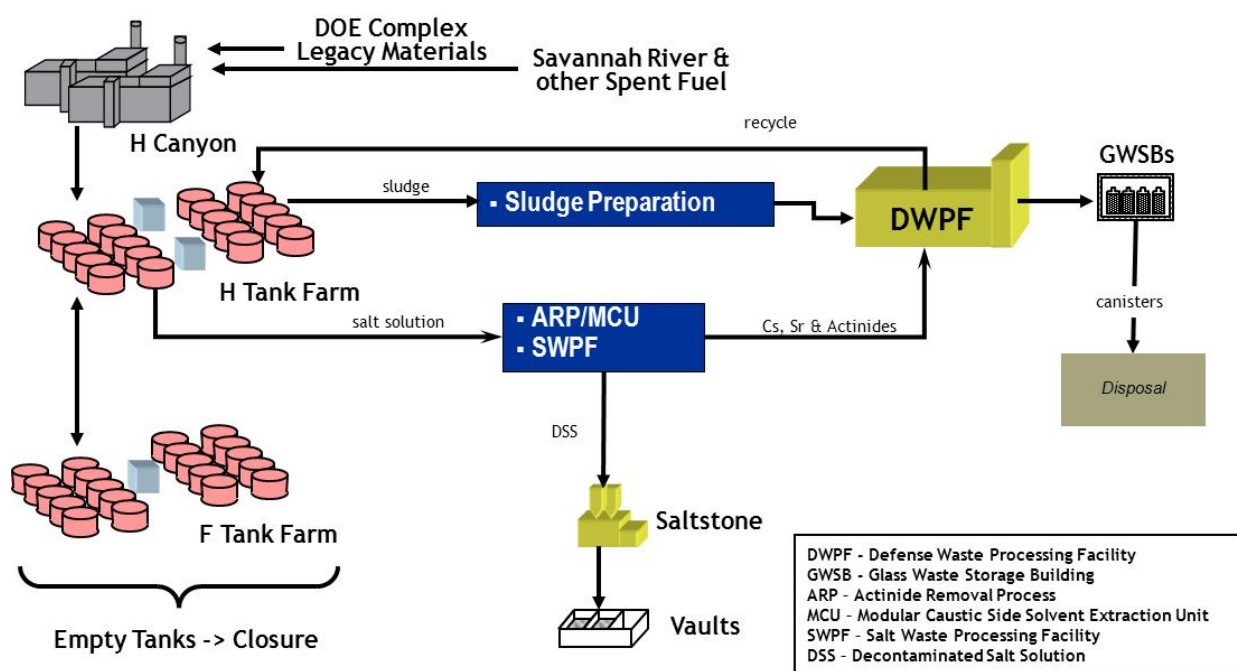 DOE Complex
Legacy Materials
Savannah River &
other Spent Fuel
H Canyon
recycle
GWSBs
sludge
- Sludge Preparation
DWPF
H Tank Farm
salt solution
▪ ARP/MCU
▪ SWPF
Cs, Sr & Actinides
canisters
Disposal
DSS
F Tank Farm
Saltstone
Empty Tanks -> Closure
Vaults
DWPF - Defense Waste Processing Facility
GWSB - Glass Waste Storage Building
ARP - Actinide Removal Process
MCU - Modular Caustic Side Solvent Extraction Unit
SWPF - Salt Waste Processing Facility
DSS - Decontaminated Salt Solution